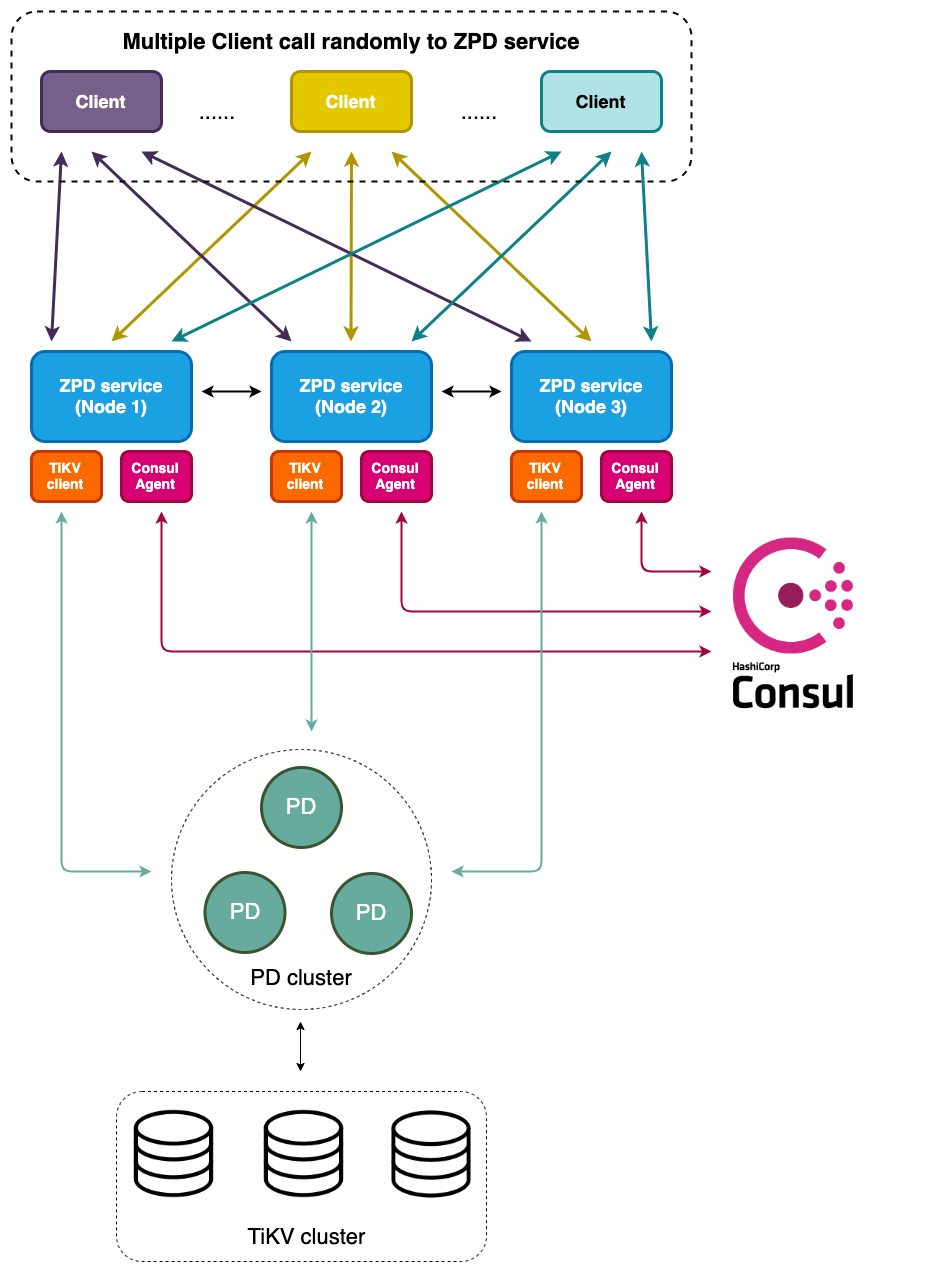 Multiple Client call randomly to ZPD service
Client
......
Client
......
Client
ZPD service
(Node 1)
ZPD service
(Node 2)
ZPD service
(Node 3)
TiKV
client
Consul
Agent
TiKV
client
Consul
Agent
TiKV
client
Consul
Agent
HashiCorp
Consul
PD
PD
PD
PD cluster
TiKV cluster